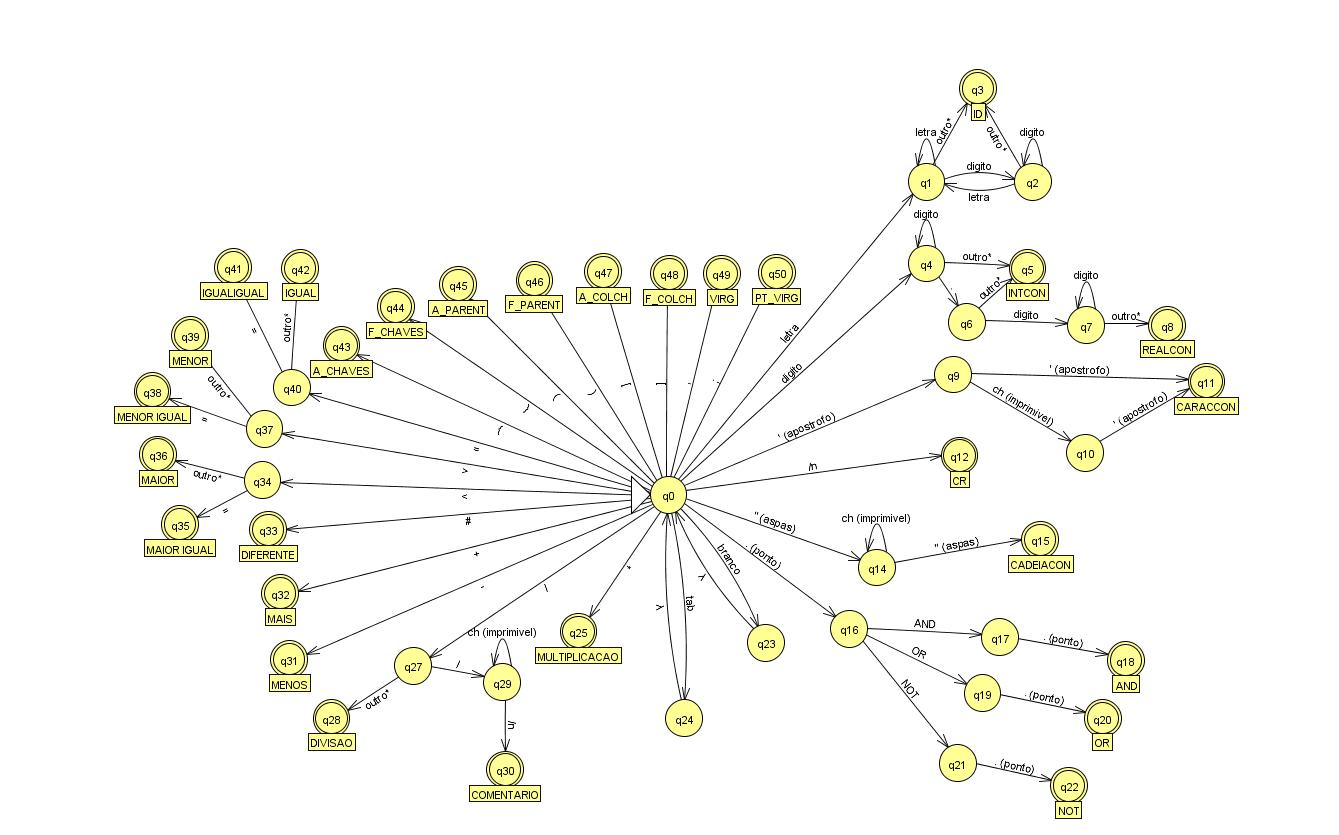 q3
ID
letra
outro*
outro*
digito
q1
digito
q2
letra
digito
q4
outro*
q5
INTCON
outro*
digito
q6
digito
q7
outro*
q8
REALCON
q41
IGUALIGUAL
q42
IGUAL
q44
F_CHAVES
q45
A_PARENT
q46
F_PARENT
q47
A_COLCH
q48
F_COLCH
q49
VIRG
q50
PT_VIRG
=
outro*
q39
MENOR
q43
A_CHAVES
letra
digito
q38
MENOR IGUAL
outro*
=
q40
q37
}
(
)
[
[
,
q9
' (apostrofo)
q11
CARACCON
ch (imprimivel)
' (apostrofo)
q10
{
=
>
<
#
+
-
/
*
' (apostrofo)
/n
q12
CR
q36
MAIOR
outro*
q34
=
q35
MAIOR IGUAL
q33
DIFERENTE
q0
'' (aspas)
ch (imprimivel)
q14
'' (aspas)
q15
CADEIACON
q32
MAIS
branco
λ
tab
λ
. (ponto)
q31
MENOS
q25
MULTIPLICACAO
q23
q24
q16
AND
q17
. (ponto)
q18
AND
OR
q19
. (ponto)
q20
OR
NOT
q21
. (ponto)
q22
NOT
q27
/
ch (imprimivel)
q29
outro*
q28
DIVISAO
/n
q30
COMENTARIO